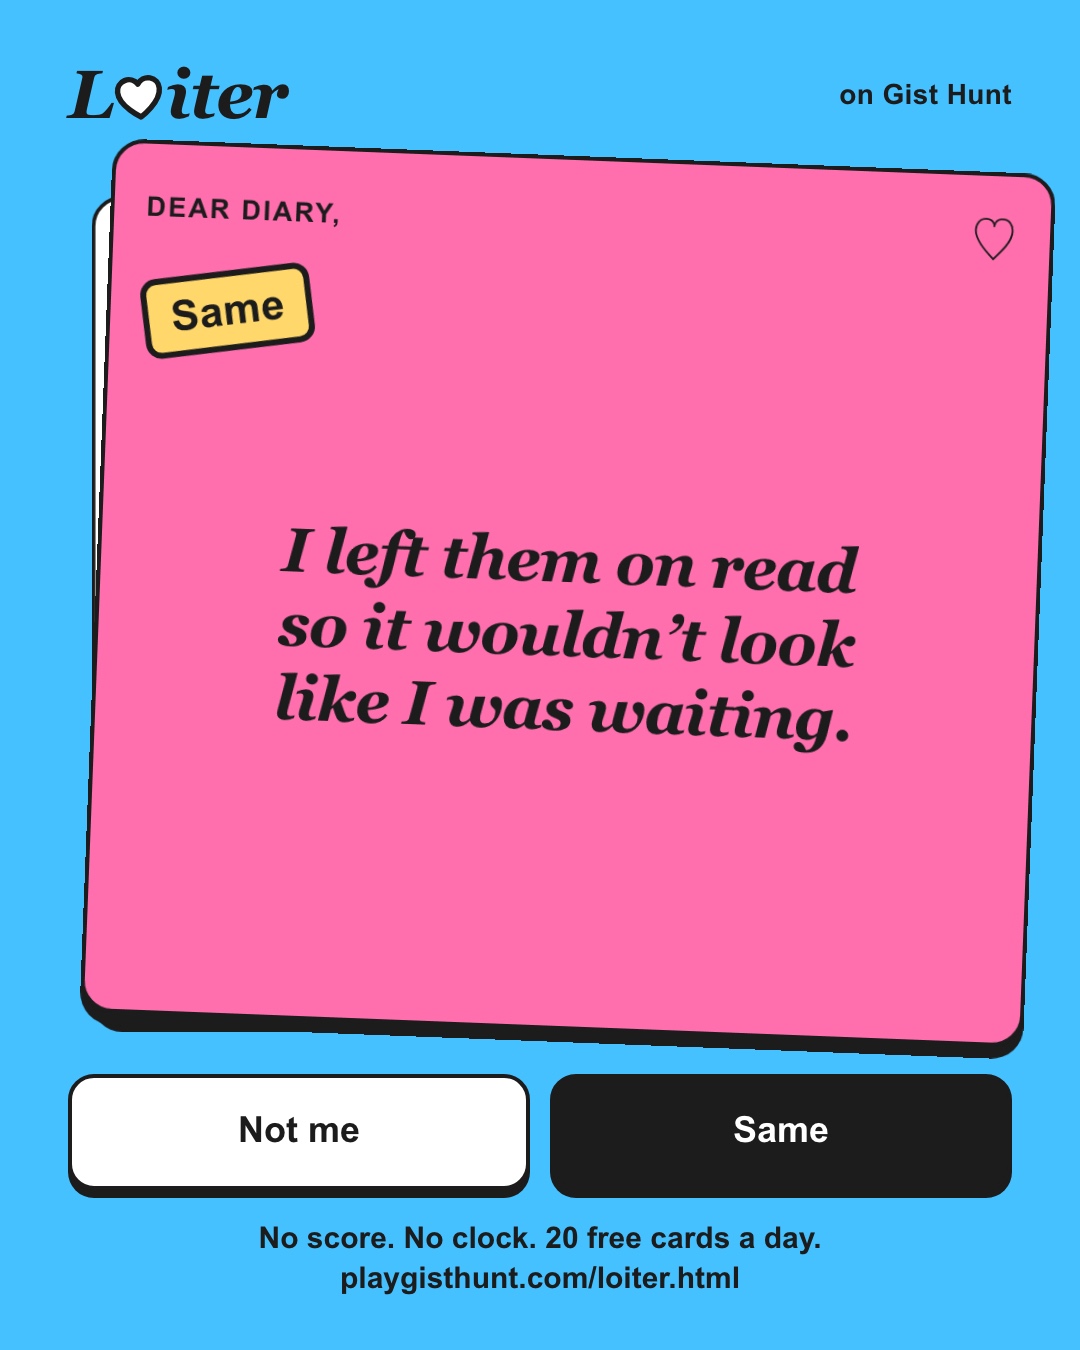 Loiter
on Gist Hunt
DEAR DIARY,
Same
I left them on read
so it wouldn’t look
like I was waiting.
Not me
Same
No score. No clock. 20 free cards a day.
playgisthunt.com/loiter.html